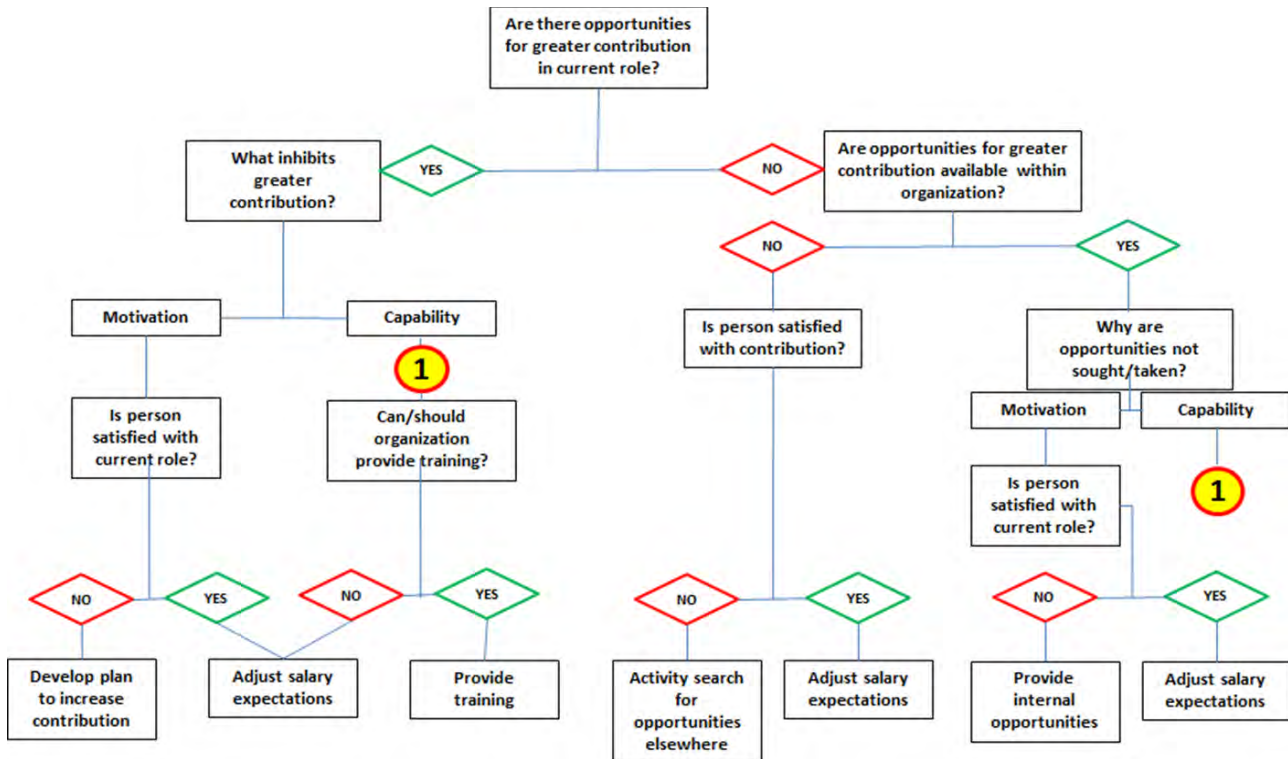 Are there opportunities
for greater contribution
in current role?
What inhibits
greater
contribution?
YES
NO
Are opportunities for greater
contribution available within
organization?
NO
YES
Motivation
Capability
Is person satisfied
with contribution?
Why are
opportunities not
sought/taken?
1
Is person
satisfied with
current role?
Can/should
organization
provide training?
Motivation
Capability
Is person
satisfied with
current role?
1
NO
YES
NO
YES
NO
YES
NO
YES
Develop plan
to increase
contribution
Adjust salary
expectations
Provide
training
Activity search
for
opportunities
elsewhere
Adjust salary
expectations
Provide
internal
opportunities
Adjust salary
expectations